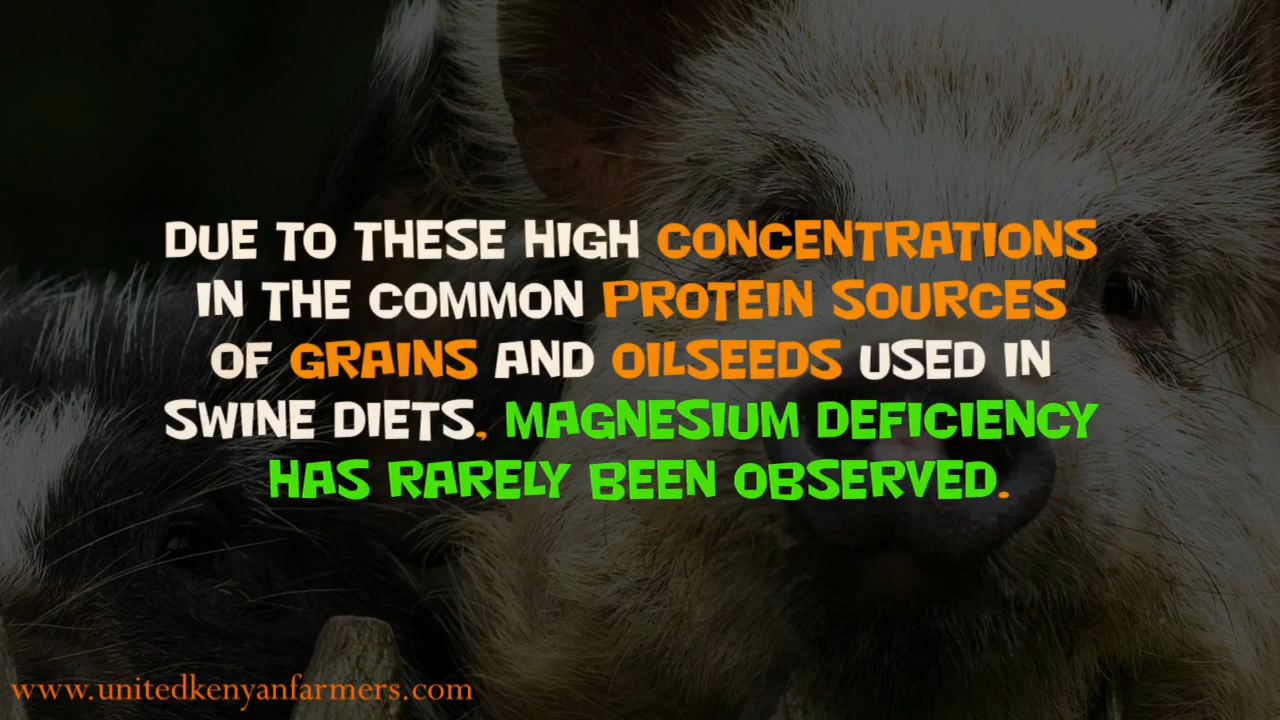 DUE TO THESE HIGH CONCENTRATIONS
IN THE COMMON PROTEIN SOURCES
OF GRAINS AND OILSEEDS USED IN
SWINE DIETS, MAGNESIUM DEFICIENCY
HAS RARELY BEEN OBSERVED.
www.unitedkenyanfarmers.com